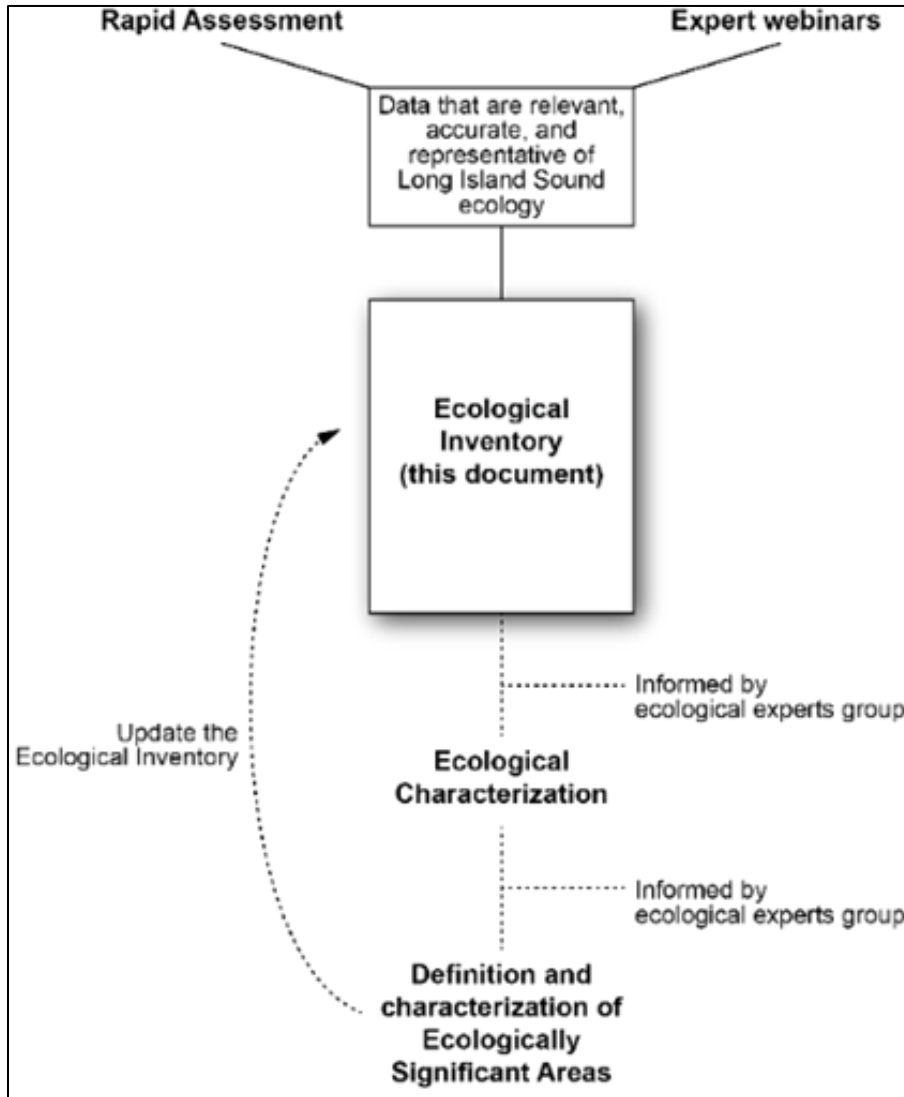 Rapid Assessment
Expert webinars
Data that are relevant,
accurate, and
representative of
Long Island Sound
ecology
Ecological
Inventory
(this document)
Informed by
ecological experts group
Update the
Ecological Inventory
Ecological
Characterization
Informed by
ecological experts group
Definition and
characterization of
Ecologically
Significant Areas